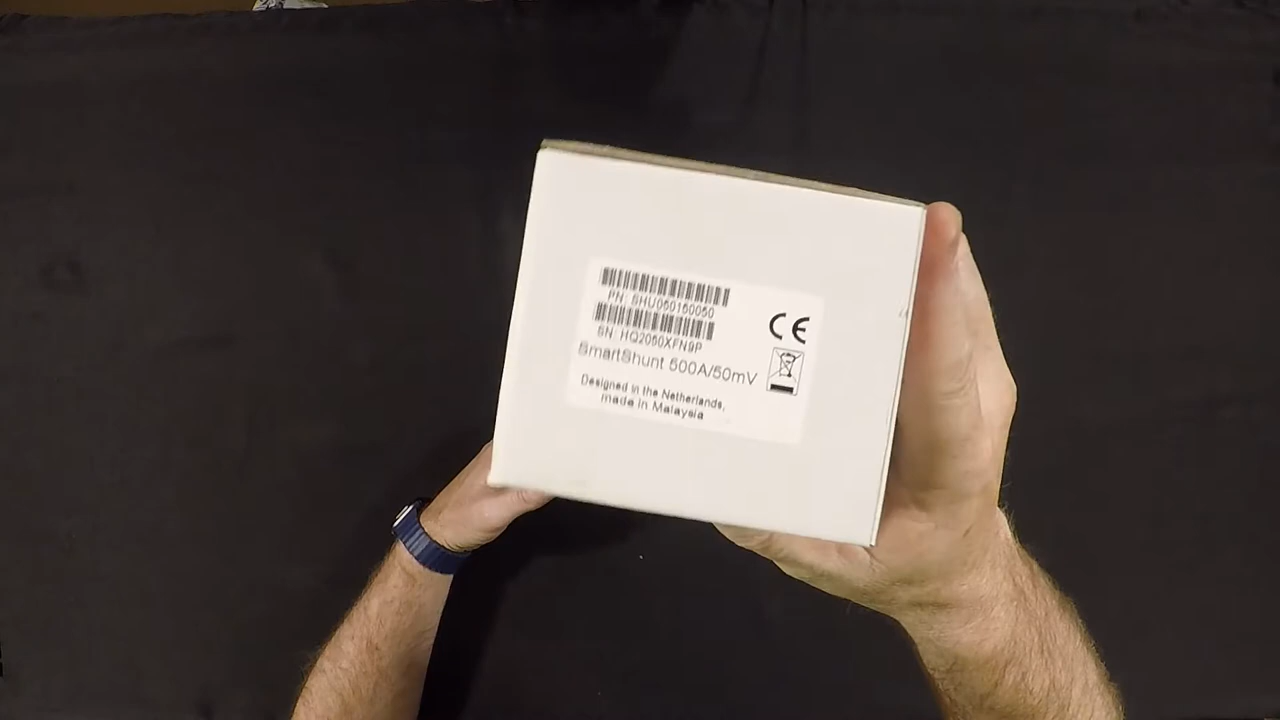 PN: SHU050150050
SN: HQ2050XFN9P
SmartShunt 500A/50mV
CE
Designed in the Netherlands,
made in Malaysia